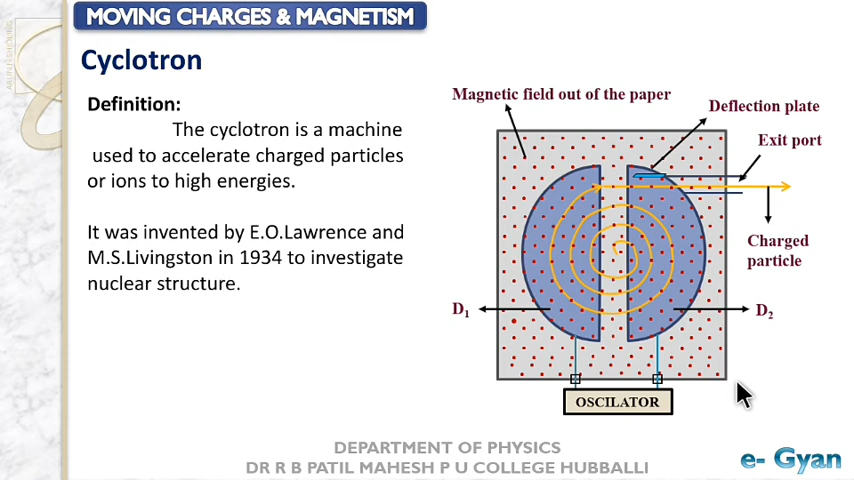 MOVING CHARGES & MAGNETISM
Cyclotron
Definition:
The cyclotron is a machine
used to accelerate charged particles
or ions to high energies.
It was invented by E.O.Lawrence and
M.S.Livingston in 1934 to investigate
nuclear structure.
Magnetic field out of the paper
Deflection plate
Exit port
Charged
particle
D₁
D₂
OSCILATOR
DEPARTMENT OF PHYSICS
DR R B PATIL MAHESH P U COLLEGE HUBBALLI
e- Gyan